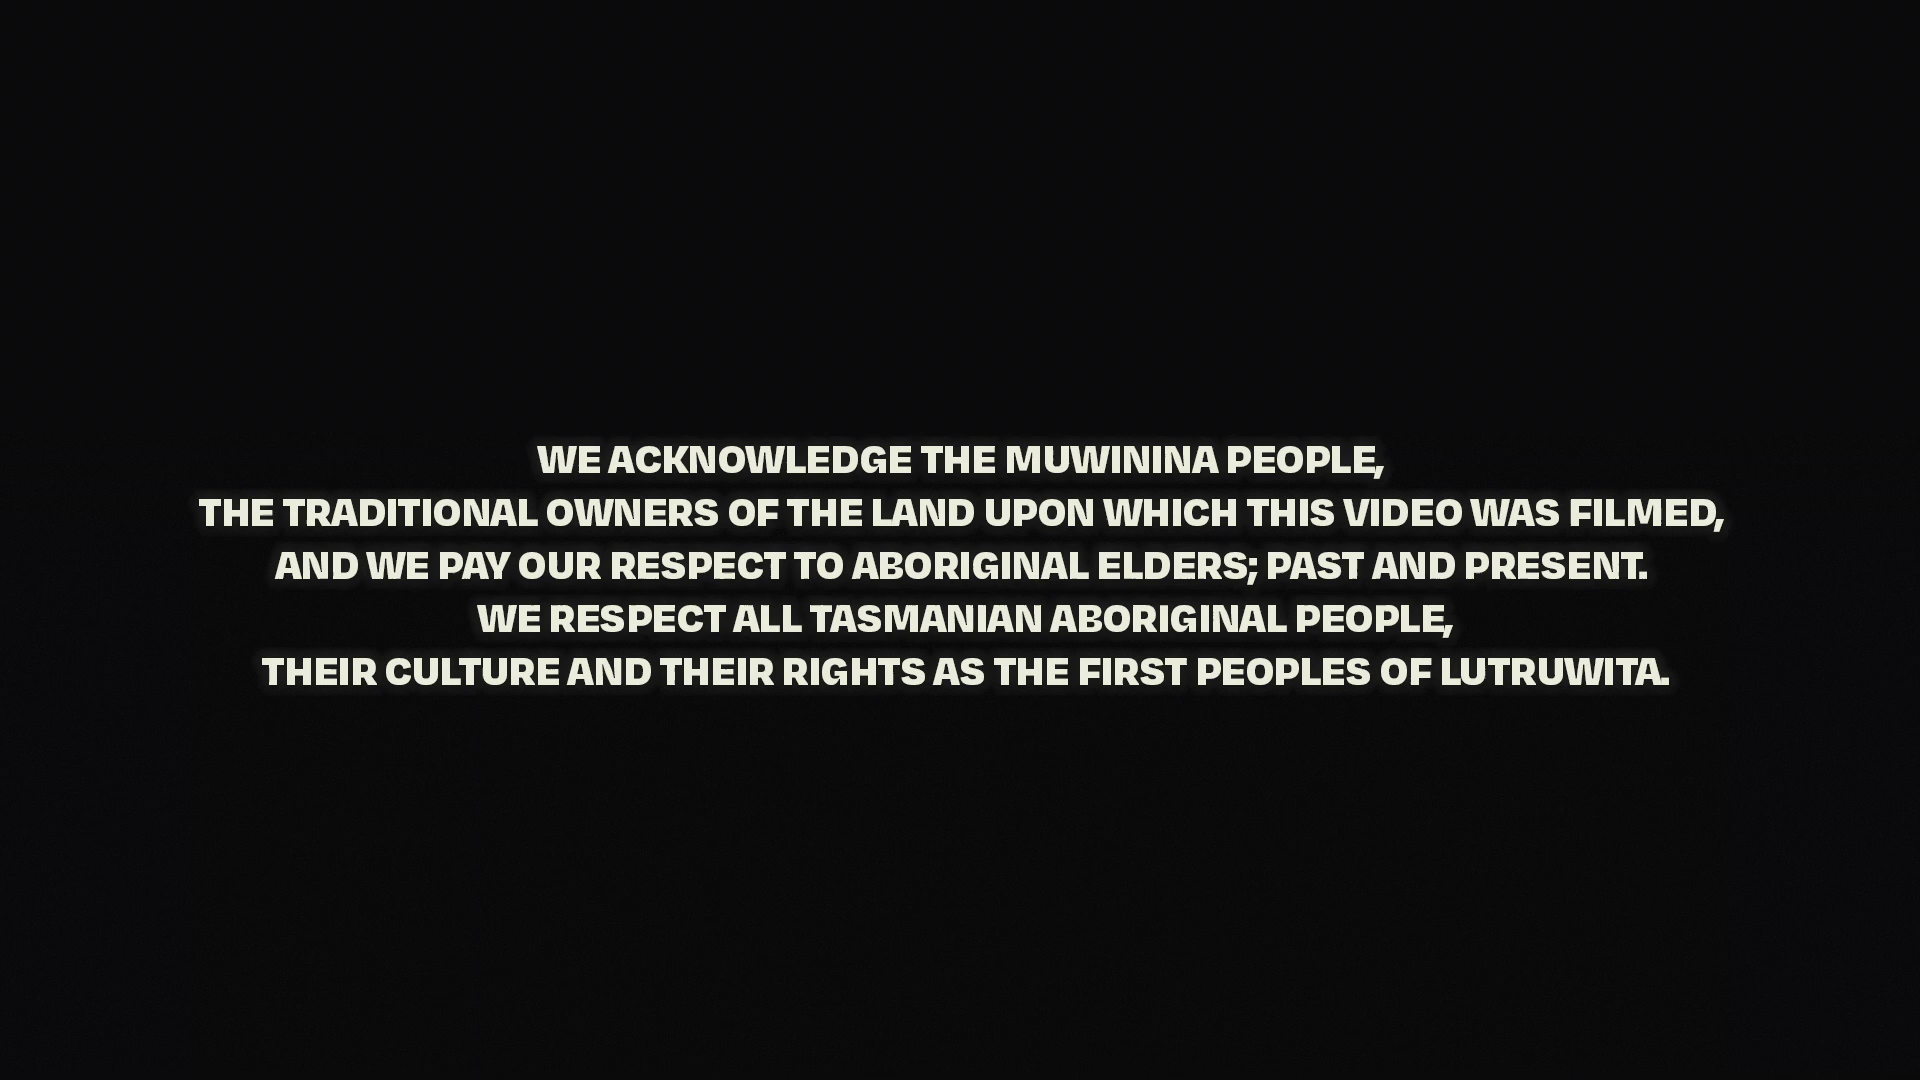 WE ACKNOWLEDGE THE MUWININA PEOPLE,
THE TRADITIONAL OWNERS OF THE LAND UPON WHICH THIS VIDEO WAS FILMED,
AND WE PAY OUR RESPECT TO ABORIGINAL ELDERS; PAST AND PRESENT.
WE RESPECT ALL TASMANIAN ABORIGINAL PEOPLE,
THEIR CULTURE AND THEIR RIGHTS AS THE FIRST PEOPLES OF LUTRUWITA.